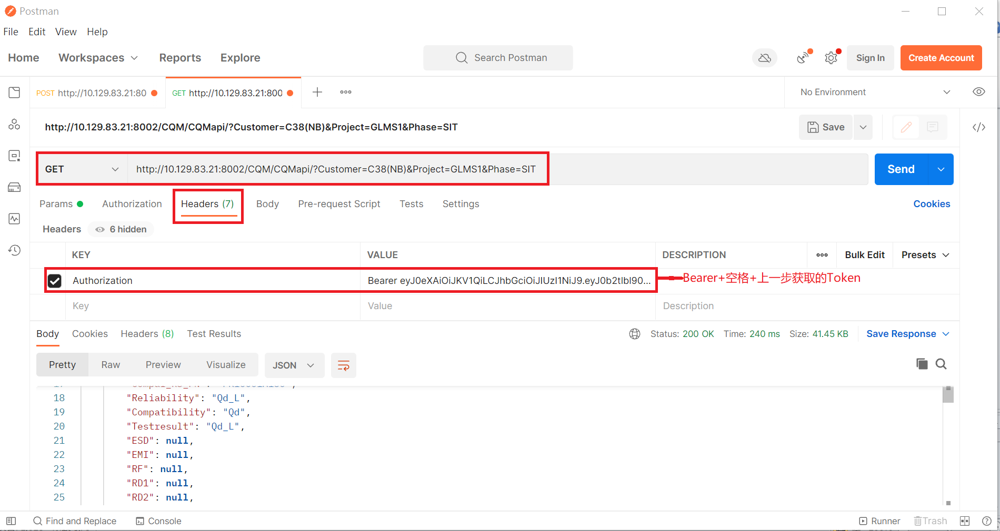 Postman
File Edit View Help
Home Workspaces Reports Explore Search Postman Sign In Create Account
POST http://10.129.83.21:80 GET http://10.129.83.21:800 No Environment
http://10.129.83.21:8002/CQM/CQMapi/?Customer=C38(NB)&Project=GLMS1&Phase=SIT Save
GET http://10.129.83.21:8002/CQM/CQMapi/?Customer=C38(NB)&Project=GLMS1&Phase=SIT Send
Params Authorization Headers (7) Body Pre-request Script Tests Settings Cookies
Headers 6 hidden
KEY VALUE DESCRIPTION Bulk Edit Presets
Authorization Bearer eyJ0eXAiOiJKV1QiLCJhbGciOiJIUzI1NiJ9.eyJ0b2tlbl90... Bearer+空格+上一步获取的Token
Key Value Description
Body Cookies Headers (8) Test Results Status: 200 OK Time: 240 ms Size: 41.45 KB Save Response
Pretty Raw Preview Visualize JSON
18 "Reliability": "Qd_L",
19 "Compatibility": "Qd",
20 "Testresult": "Qd_L",
21 "ESD": null,
22 "EMI": null,
23 "RF": null,
24 "RD1": null,
25 "RD2": null,
Find and Replace Console Runner Trash